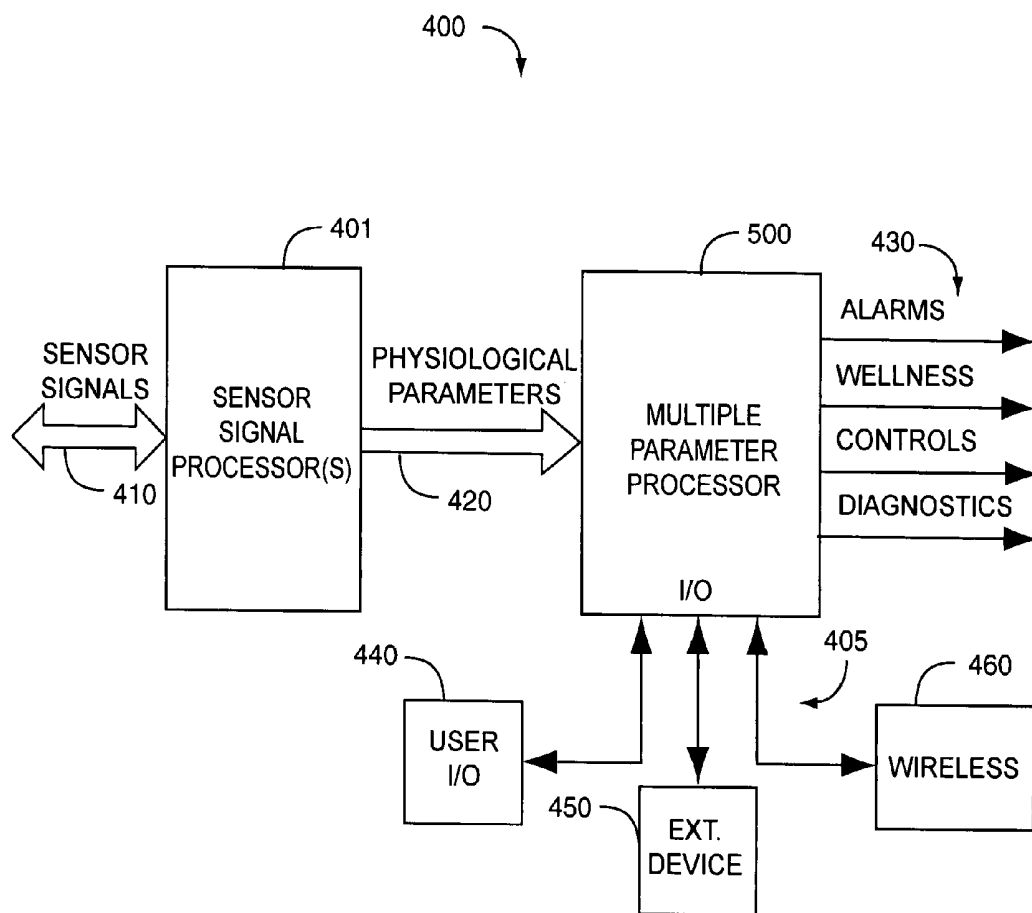 400
401
500
430
ALARMS
SENSOR
SIGNALS
PHYSIOLOGICAL
PARAMETERS
WELLNESS
SENSOR
SIGNAL
PROCESSOR(S)
MULTIPLE
PARAMETER
PROCESSOR
CONTROLS
410
420
DIAGNOSTICS
I/O
440
405
460
USER
I/O
WIRELESS
450
EXT.
DEVICE